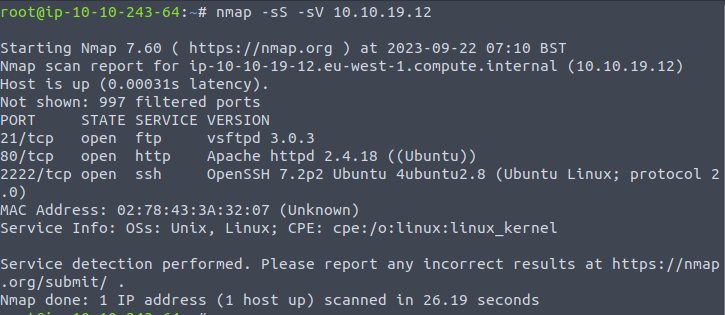 root@ip-10-10-243-64:~# nmap -sS -sV 10.10.19.12
Starting Nmap 7.60 ( https://nmap.org ) at 2023-09-22 07:10 BST
Nmap scan report for ip-10-10-19-12.eu-west-1.compute.internal (10.10.19.12)
Host is up (0.00031s latency).
Not shown: 997 filtered ports
PORT     STATE SERVICE VERSION
21/tcp   open  ftp     vsftpd 3.0.3
80/tcp   open  http    Apache httpd 2.4.18 ((Ubuntu))
2222/tcp open  ssh     OpenSSH 7.2p2 Ubuntu 4ubuntu2.8 (Ubuntu Linux; protocol 2
.0)
MAC Address: 02:78:43:3A:32:07 (Unknown)
Service Info: OSs: Unix, Linux; CPE: cpe:/o:linux:linux_kernel
Service detection performed. Please report any incorrect results at https://nmap
.org/submit/ .
Nmap done: 1 IP address (1 host up) scanned in 26.19 seconds